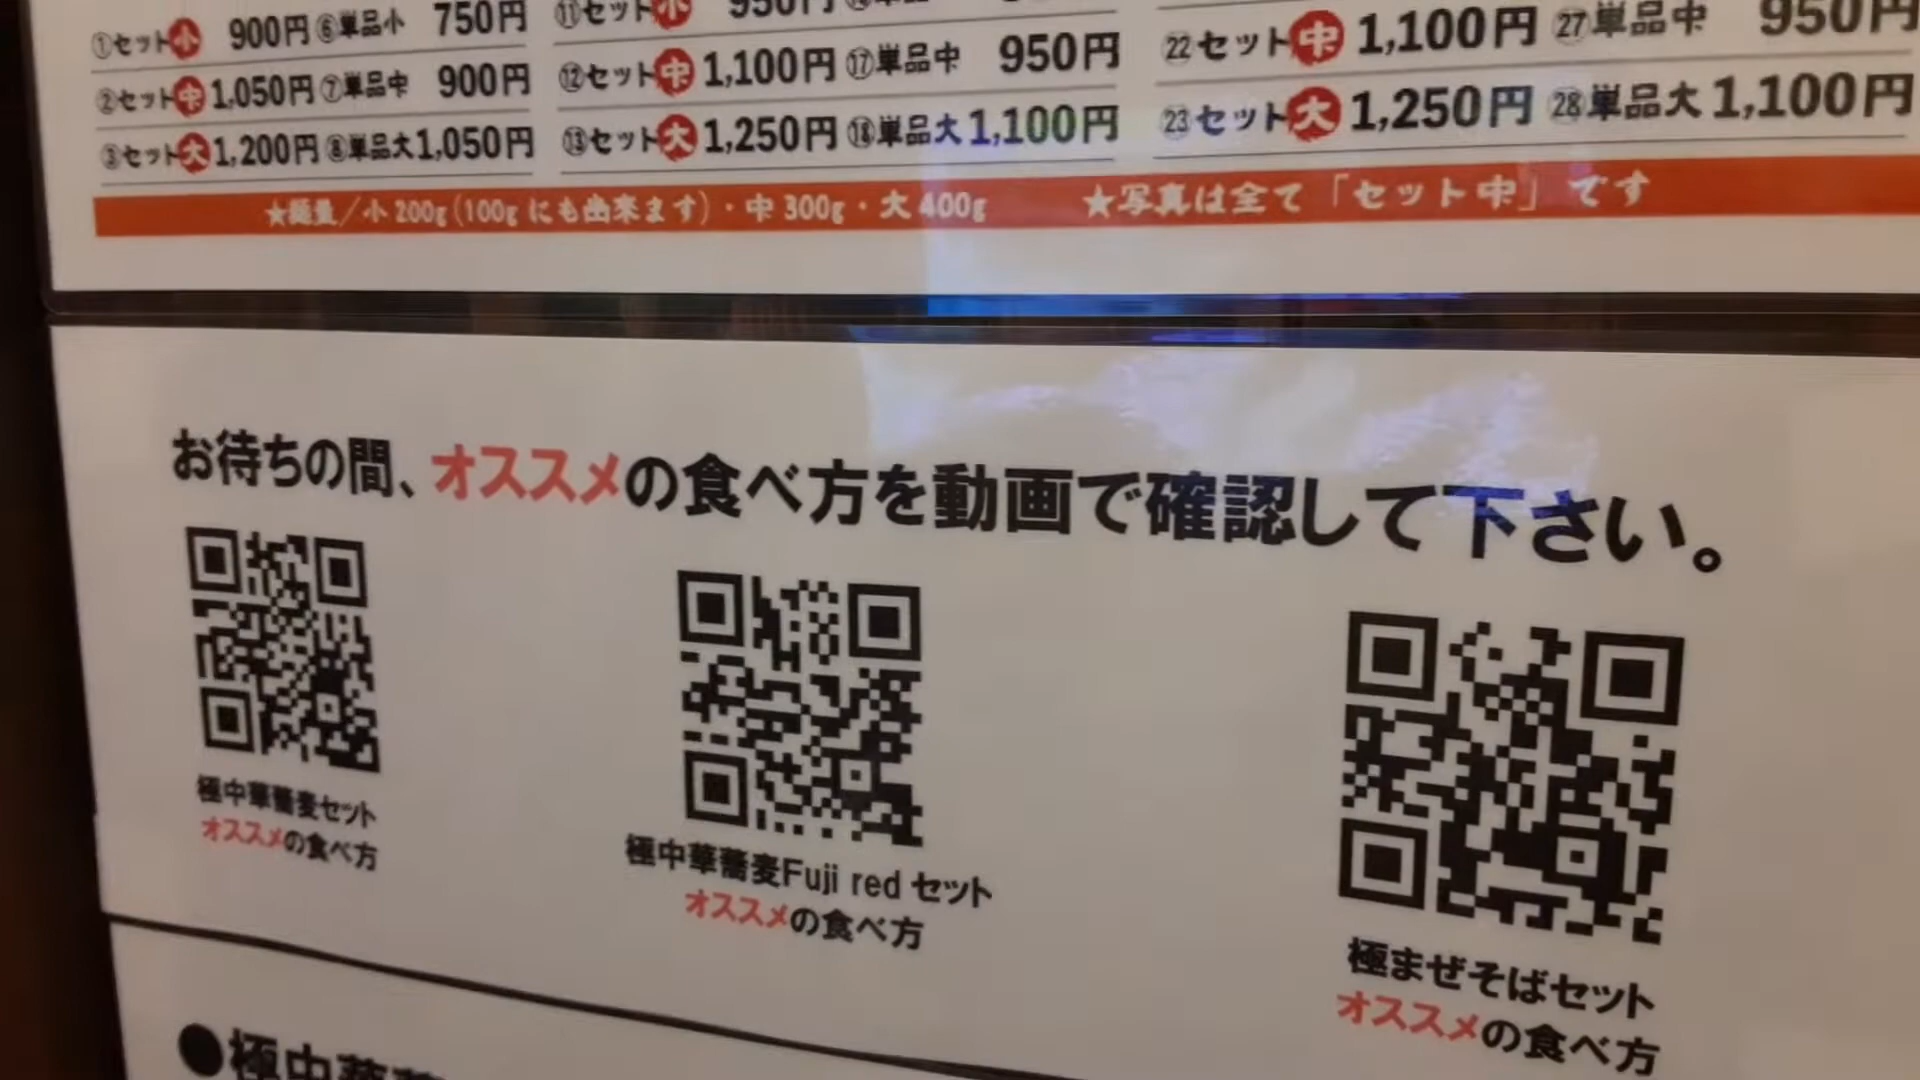 ①セット小 900円 ⑥単品小 750円
②セット中 1,050円 ⑦単品中 900円
③セット大 1,200円 ⑧単品大 1,050円
⑪セット小 950円
⑫セット中 1,100円 ⑰単品中 950円
⑬セット大 1,250円 ⑱単品大 1,100円
㉒セット中 1,100円 ㉗単品中 950円
㉓セット大 1,250円 ㉘単品大 1,100円
★麺量/小200g(100gにも出来ます)・中300g・大400g ★写真は全て「セット中」です
お待ちの間、オススメの食べ方を動画で確認して下さい。
極中華蕎麦セット
オススメの食べ方
極中華蕎麦Fuji red セット
オススメの食べ方
極まぜそばセット
オススメの食べ方
●極中華